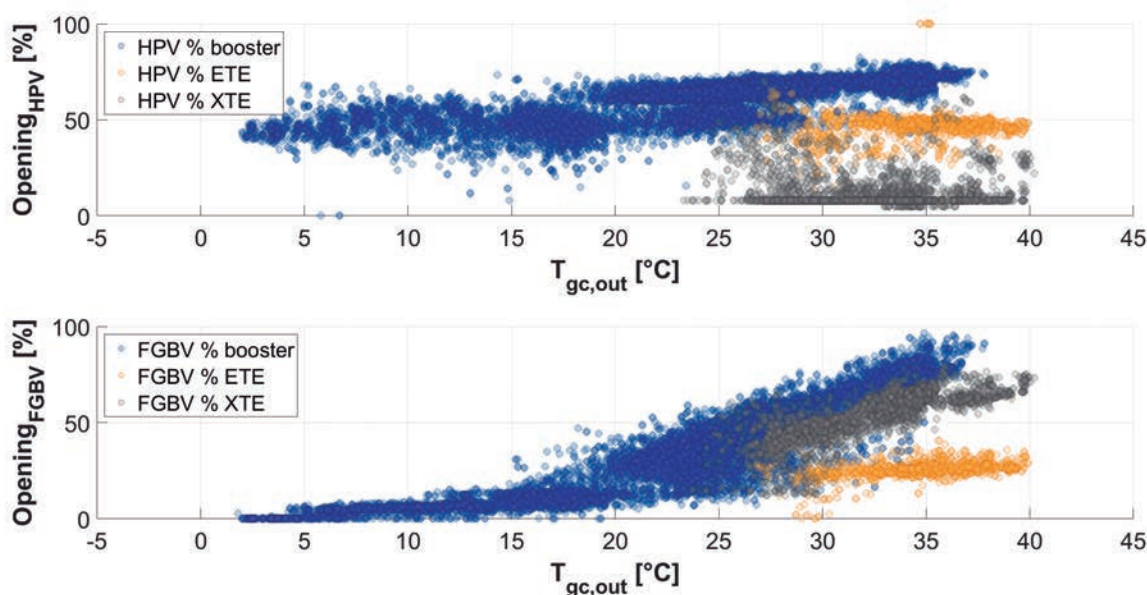 Opening_HPV [%]
100
50
0
HPV % booster
HPV % ETE
HPV % XTE
-5 0 5 10 15 20 25 30 35 40 45
T_gc,out [°C]
Opening_FGBV [%]
100
50
0
FGBV % booster
FGBV % ETE
FGBV % XTE
-5 0 5 10 15 20 25 30 35 40 45
T_gc,out [°C]